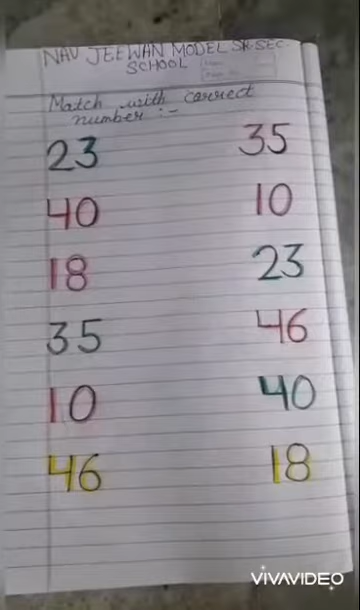 NAV JEEWAN MODEL SR. SEC.
SCHOOL
Match with correct
number :-
23 35
40 10
18 23
35 46
10 40
46 18
VIVAVIDEO